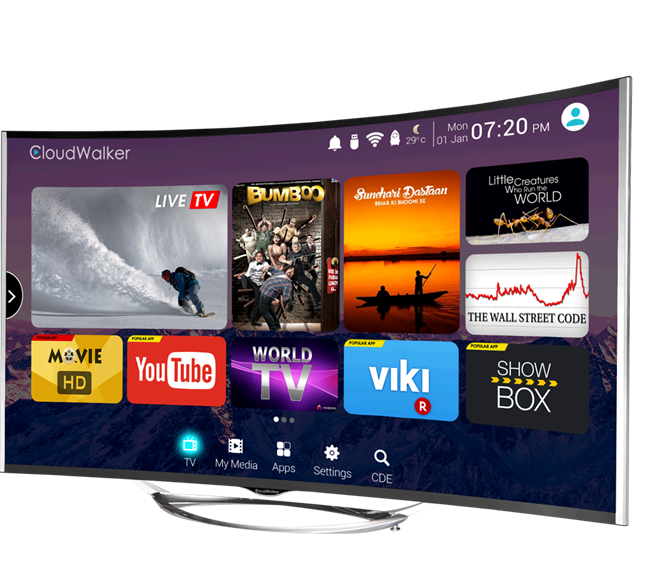 CloudWalker
29°C
Mon
01 Jan
07:20 PM
LIVE TV
BUMBOO
Sunehari Dastaan
BIHAR KI BHOOMI SE
Little Creatures
Who Run the
WORLD
THE WALL STREET CODE
MOVIE
HD
POPULAR APP
YouTube
WORLD
TV
POPULAR APP
VIKI
R
POPULAR APP
SHOW
BOX
TV
My Media
Apps
Settings
CDE
CloudWalker